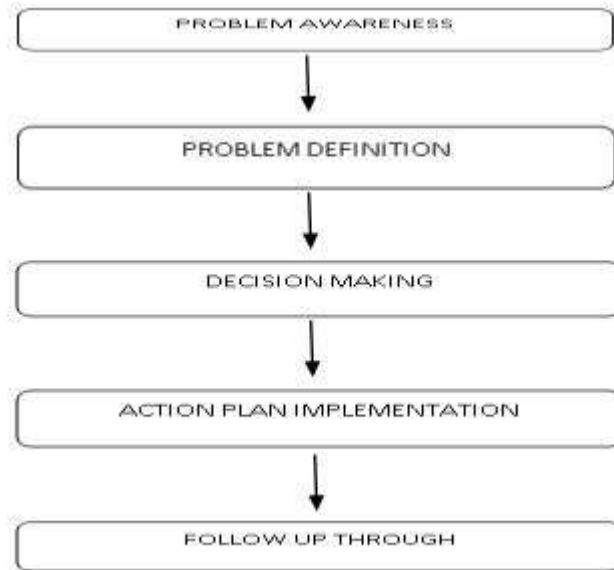 PROBLEM AWARENESS
PROBLEM DEFINITION
DECISION MAKING
ACTION PLAN IMPLEMENTATION
FOLLOW UP THROUGH